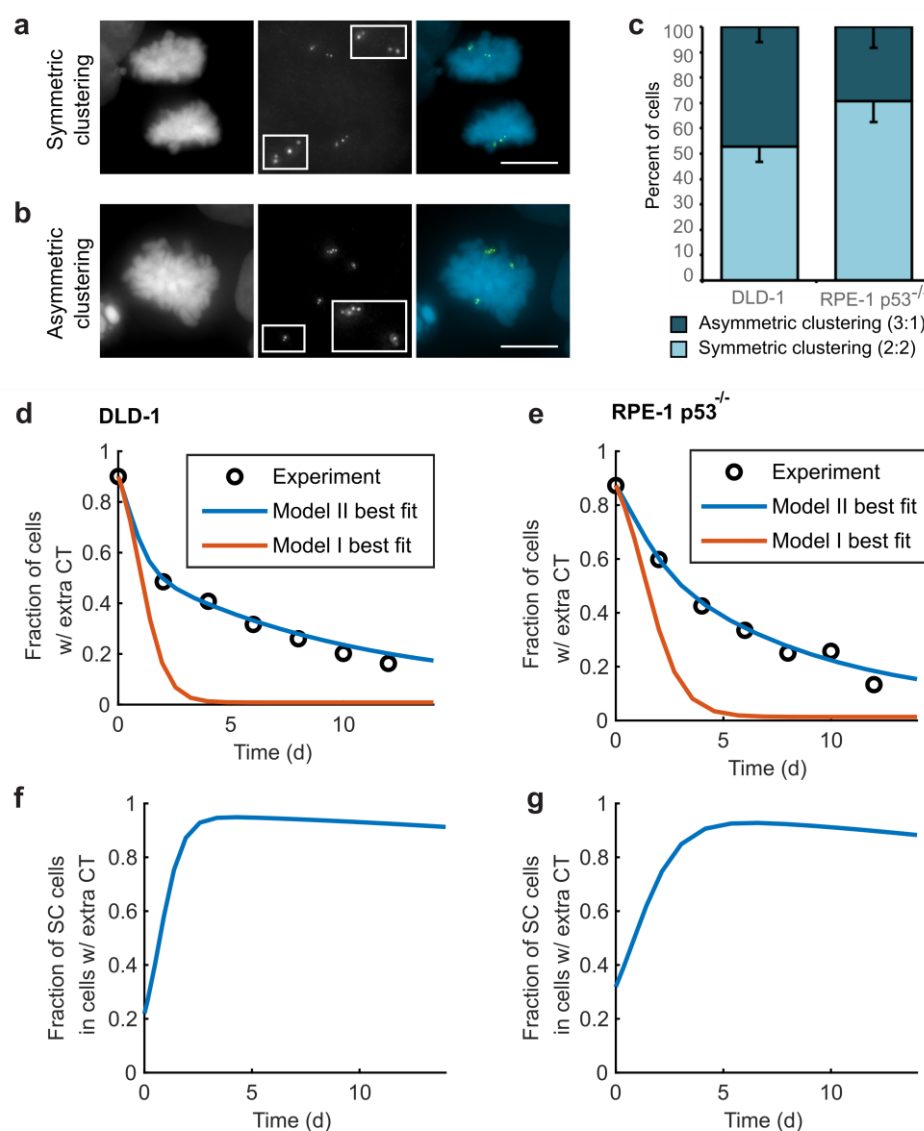 a
Symmetric
clustering
b
Asymmetric
clustering
c
Percent of cells
100
90
80
70
60
50
40
30
20
10
0
DLD-1
RPE-1 p53-/-
Asymmetric clustering (3:1)
Symmetric clustering (2:2)
d
DLD-1
Fraction of cells
w/ extra CT
1
0.8
0.6
0.4
0.2
0
Experiment
Model II best fit
Model I best fit
0
5
10
Time (d)
e
RPE-1 p53-/-
Fraction of cells
w/ extra CT
1
0.8
0.6
0.4
0.2
0
Experiment
Model II best fit
Model I best fit
0
5
10
Time (d)
f
Fraction of SC cells
in cells w/ extra CT
1
0.8
0.6
0.4
0.2
0
0
5
10
Time (d)
g
Fraction of SC cells
in cells w/ extra CT
1
0.8
0.6
0.4
0.2
0
0
5
10
Time (d)